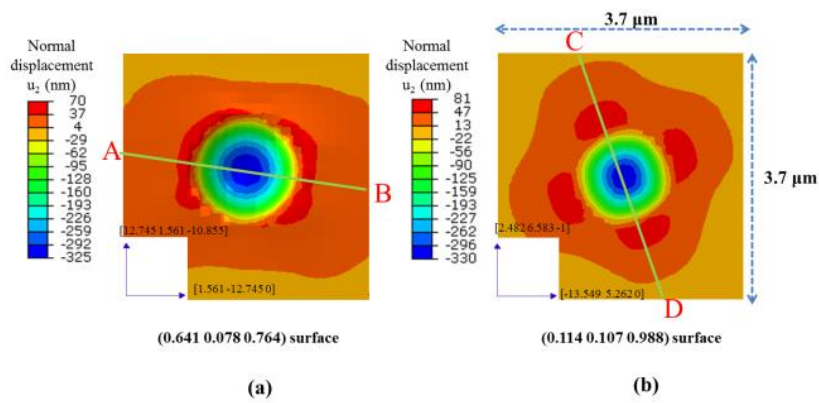 3.7 µm
Normal
displacement
u₂ (nm)
70
37
4
-29
-62
-95
-128
-160
-193
-226
-259
-292
-325
A
B
[12.745 1.561 -10.855]
[1.561 -12.745 0]
(0.641 0.078 0.764) surface
(a)
Normal
displacement
u₂ (nm)
81
47
13
-22
-56
-90
-124
-159
-193
-227
-262
-296
-330
C
D
[2.482 6.583 -1]
[-13.549 5.262 0]
3.7 µm
(0.114 0.107 0.988) surface
(b)